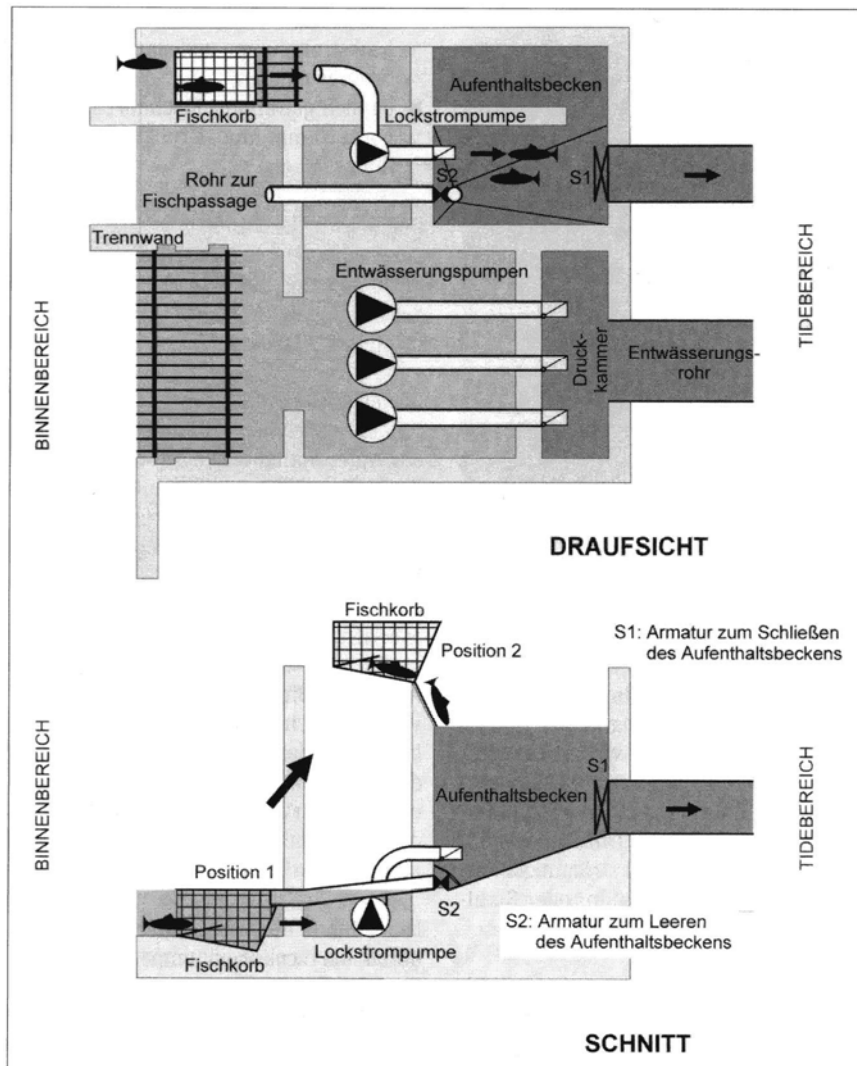 Aufenthaltsbecken
Fischkorb
Lockstrompumpe
Rohr zur
Fischpassage
S2
S1
Trennwand
Entwässerungspumpen
Druck-
kammer
Entwässerungs-
rohr
BINNENBEREICH
TIDEBEREICH
DRAUFSICHT
Fischkorb
Position 2
S1: Armatur zum Schließen
des Aufenthaltsbeckens
BINNENBEREICH
TIDEBEREICH
S1
Aufenthaltsbecken
Position 1
S2
Lockstrompumpe
Fischkorb
S2: Armatur zum Leeren
des Aufenthaltsbeckens
SCHNITT